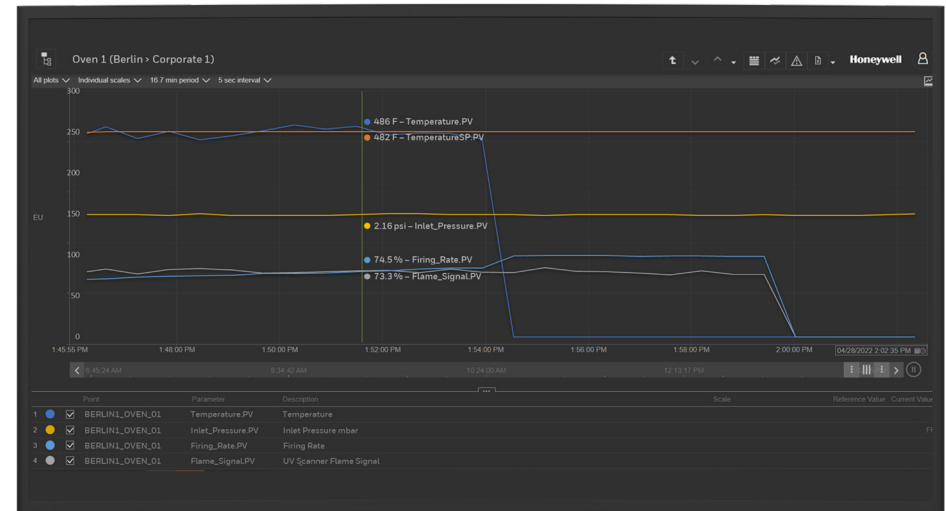 Oven 1 (Berlin > Corporate 1)
Honeywell
All plots Individual scales 16.7 min period 5 sec interval
300
486 F – Temperature.PV
250
482 F – TemperatureSP.PV
200
EU
150
2.16 psi – Inlet_Pressure.PV
100
74.5 % – Firing_Rate.PV
73.3 % – Flame_Signal.PV
50
0
1:45:55 PM 1:48:00 PM 1:50:00 PM 1:52:00 PM 1:54:00 PM 1:56:00 PM 1:58:00 PM 2:00:00 PM 04/28/2022 2:02:35 PM
8:34:42 AM 10:24:00 AM 12:13:17 PM
Point Parameter Description Scale Reference Value Current Value
1 BERLIN1_OVEN_01 Temperature.PV Temperature
2 BERLIN1_OVEN_01 Inlet_Pressure.PV Inlet Pressure mbar
3 BERLIN1_OVEN_01 Firing_Rate.PV Firing Rate
4 BERLIN1_OVEN_01 Flame_Signal.PV UV Scanner Flame Signal